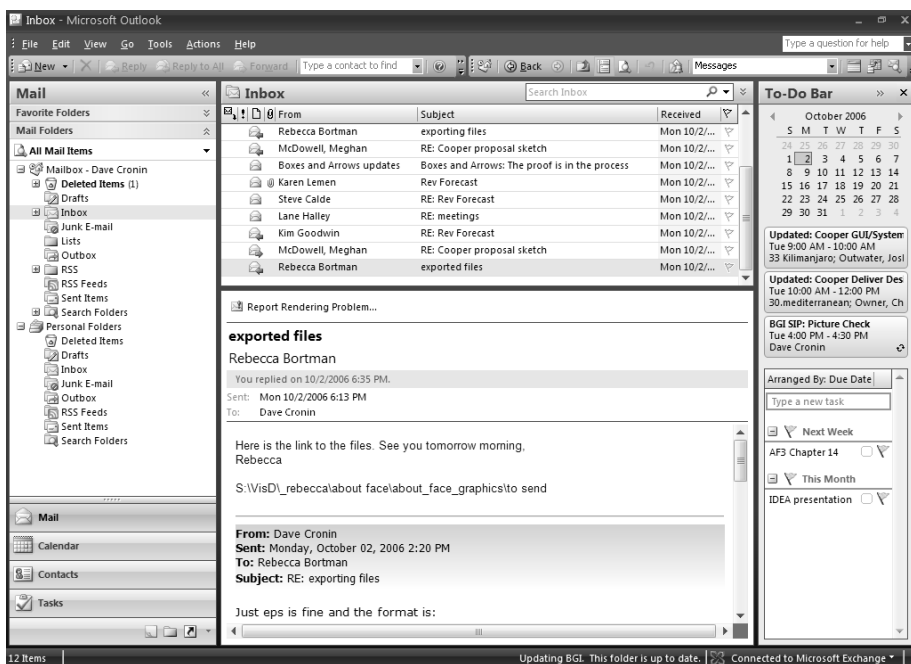 Inbox - Microsoft Outlook
File Edit View Go Tools Actions Help
Type a question for help
New Reply Reply to All Forward Type a contact to find Back Messages
Mail
Favorite Folders
Mail Folders
All Mail Items
Mailbox - Dave Cronin
Deleted Items (1)
Drafts
Inbox
Junk E-mail
Lists
Outbox
RSS
RSS Feeds
Sent Items
Search Folders
Personal Folders
Deleted Items
Drafts
Inbox
Junk E-mail
Outbox
RSS Feeds
Sent Items
Search Folders
Mail
Calendar
Contacts
Tasks
Inbox
Search Inbox
From Subject Received
Rebecca Bortman exporting files Mon 10/2/...
McDowell, Meghan RE: Cooper proposal sketch Mon 10/2/...
Boxes and Arrows updates Boxes and Arrows: The proof is in the process Mon 10/2/...
Karen Lemen Rev Forecast Mon 10/2/...
Steve Calde RE: Rev Forecast Mon 10/2/...
Lane Halley RE: meetings Mon 10/2/...
Kim Goodwin RE: Rev Forecast Mon 10/2/...
McDowell, Meghan RE: Cooper proposal sketch Mon 10/2/...
Rebecca Bortman exported files Mon 10/2/...
Report Rendering Problem...
exported files
Rebecca Bortman
You replied on 10/2/2006 6:35 PM.
Sent: Mon 10/2/2006 6:13 PM
To: Dave Cronin
Here is the link to the files. See you tomorrow morning,
Rebecca
S:\VisD\_rebecca\about face\about_face_graphics\to send
From: Dave Cronin
Sent: Monday, October 02, 2006 2:20 PM
To: Rebecca Bortman
Subject: RE: exporting files
Just eps is fine and the format is:
To-Do Bar
October 2006
S M T W T F S
24 25 26 27 28 29 30
1 2 3 4 5 6 7
8 9 10 11 12 13 14
15 16 17 18 19 20 21
22 23 24 25 26 27 28
29 30 31 1 2 3 4
Updated: Cooper GUI/System
Tue 9:00 AM - 10:00 AM
33 Kilimanjaro; Outwater, Josl
Updated: Cooper Deliver Des
Tue 10:00 AM - 12:00 PM
30.mediterranean; Owner, Ch
BGI SIP: Picture Check
Tue 4:00 PM - 4:30 PM
Dave Cronin
Arranged By: Due Date
Type a new task
Next Week
AF3 Chapter 14
This Month
IDEA presentation
12 Items
Updating BGI. This folder is up to date. Connected to Microsoft Exchange